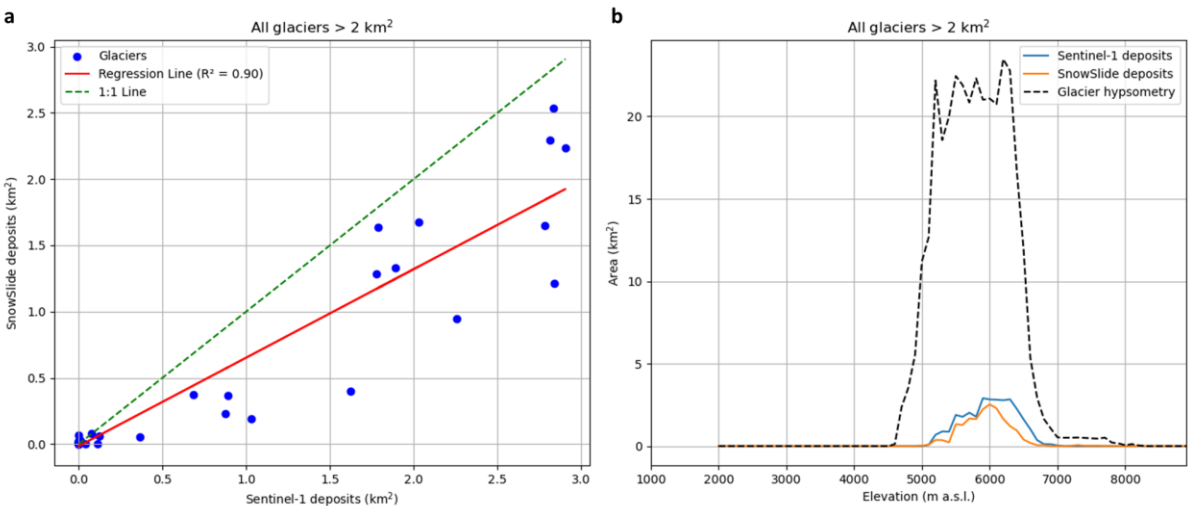 a
All glaciers > 2 km²
Glaciers
Regression Line (R² = 0.90)
1:1 Line
3.0
2.5
2.0
1.5
1.0
0.5
0.0
SnowSlide deposits (km²)
0.0 0.5 1.0 1.5 2.0 2.5 3.0
Sentinel-1 deposits (km²)
b
All glaciers > 2 km²
Sentinel-1 deposits
SnowSlide deposits
Glacier hypsometry
20
15
10
5
0
Area (km²)
1000 2000 3000 4000 5000 6000 7000 8000
Elevation (m a.s.l.)